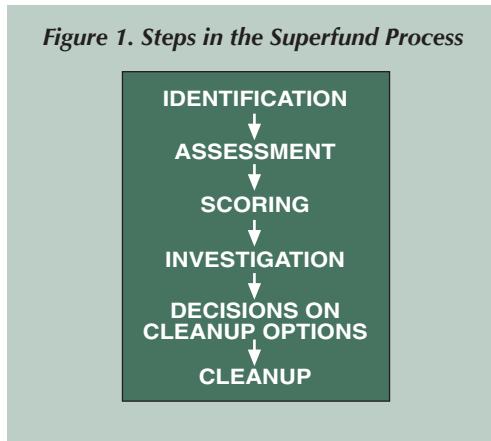 Figure 1. Steps in the Superfund Process
IDENTIFICATION
ASSESSMENT
SCORING
INVESTIGATION
DECISIONS ON
CLEANUP OPTIONS
CLEANUP